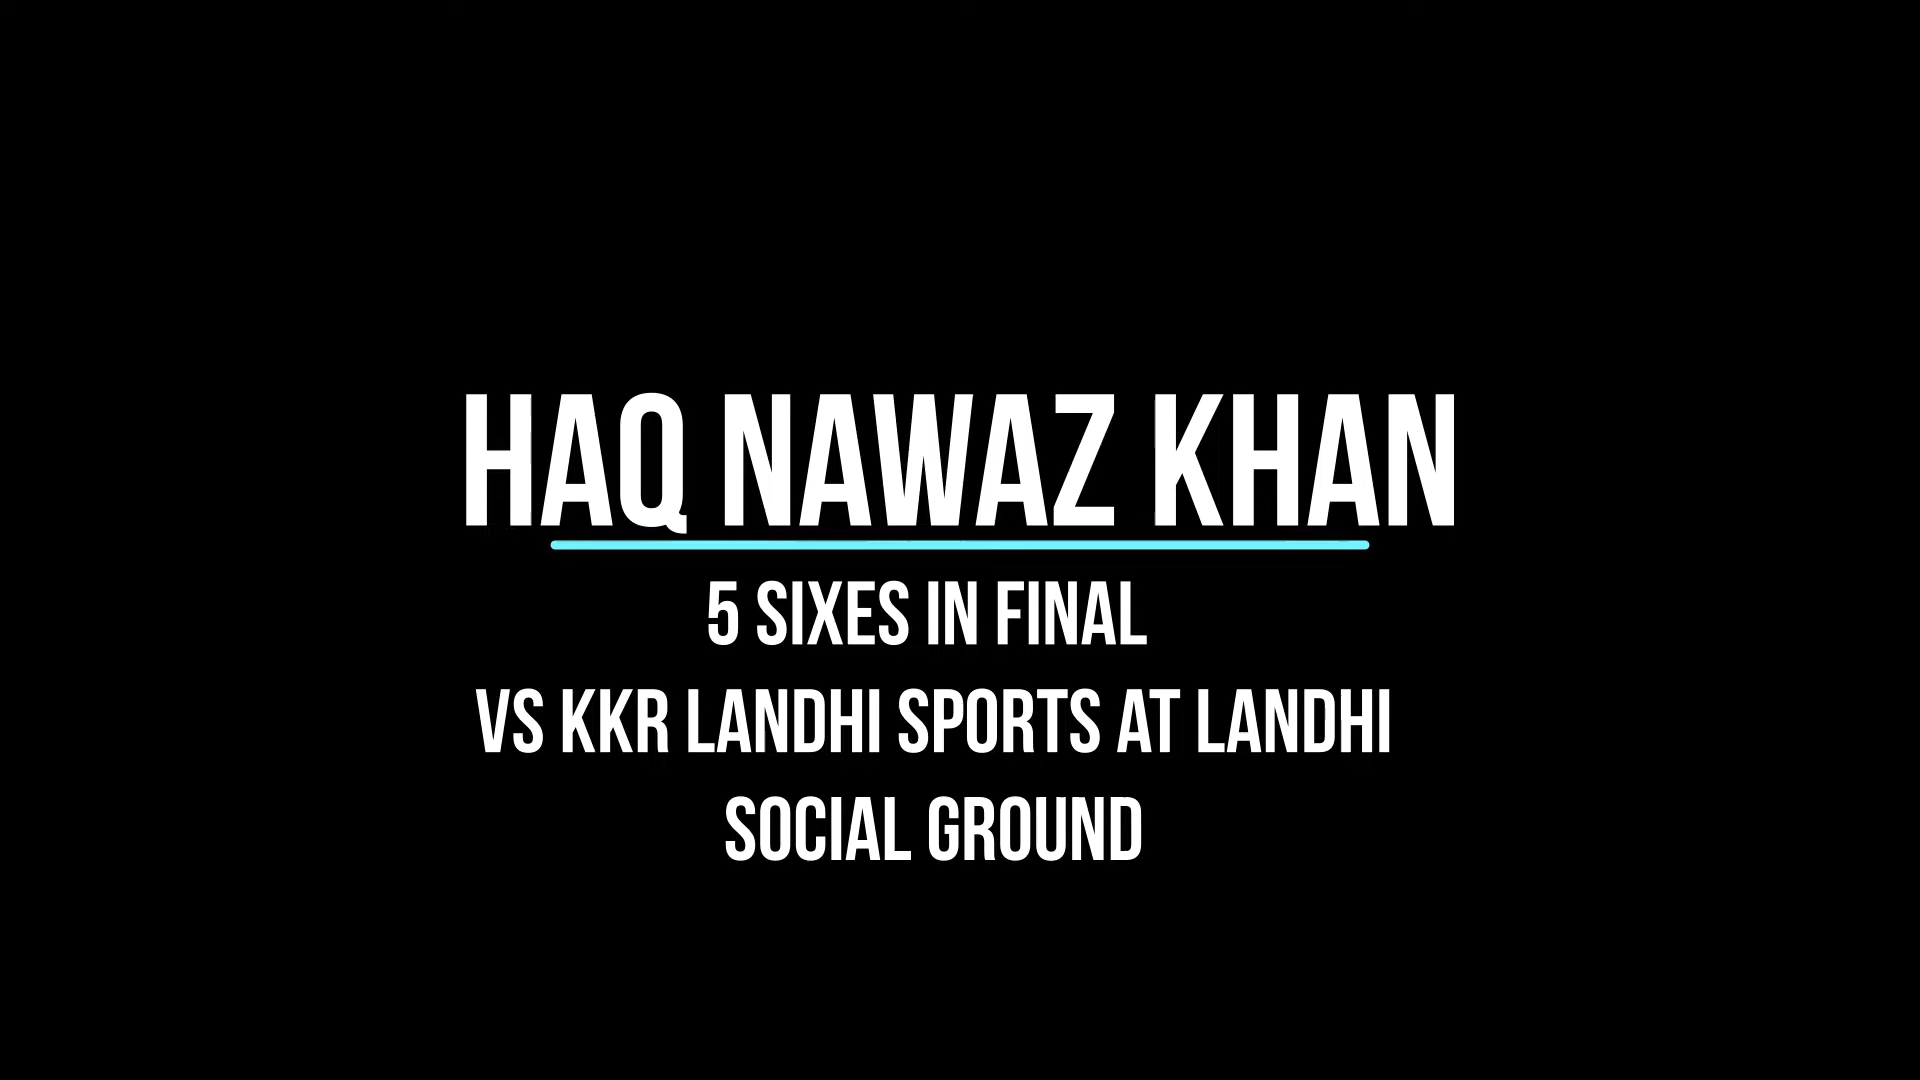 HAQ NAWAZ KHAN
5 SIXES IN FINAL
VS KKR LANDHI SPORTS AT LANDHI
SOCIAL GROUND